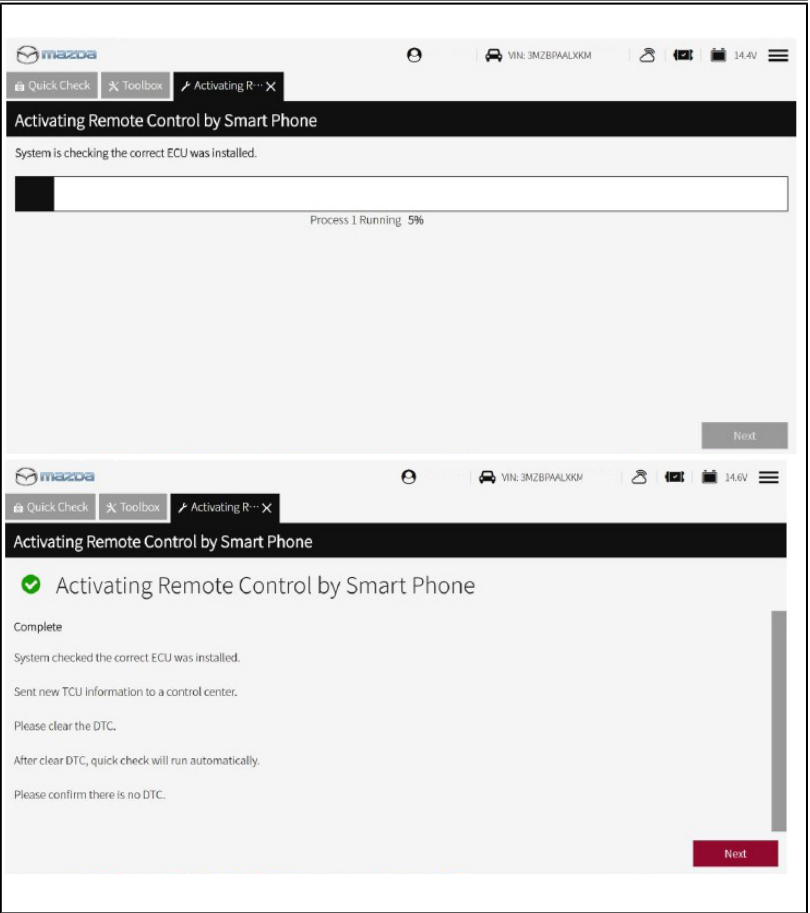 mazda
VIN: 3MZBPAALXKM
14.4V
Quick Check
Toolbox
Activating R···
Activating Remote Control by Smart Phone
System is checking the correct ECU was installed.
Process 1 Running 5%
Next
mazda
VIN: 3MZBPAALXKM
14.6V
Quick Check
Toolbox
Activating R···
Activating Remote Control by Smart Phone
Activating Remote Control by Smart Phone
Complete
System checked the correct ECU was installed.
Sent new TCU information to a control center.
Please clear the DTC.
After clear DTC, quick check will run automatically.
Please confirm there is no DTC.
Next